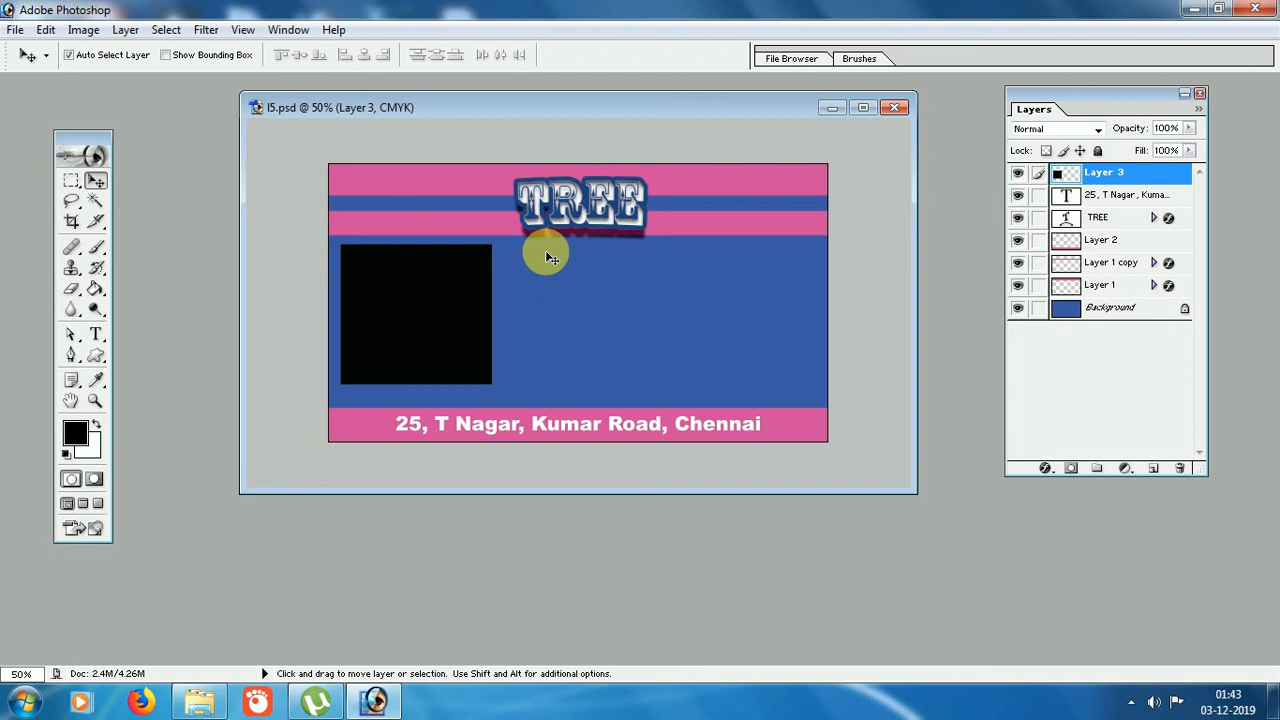 Adobe Photoshop
File Edit Image Layer Select Filter View Window Help
Auto Select Layer Show Bounding Box
File Browser Brushes
l5.psd @ 50% (Layer 3, CMYK)
TREE
25, T Nagar, Kumar Road, Chennai
Layers
Normal Opacity: 100%
Lock: Fill: 100%
Layer 3
T 25, T Nagar, Kuma...
T TREE
Layer 2
Layer 1 copy
Layer 1
Background
T
50% Doc: 2.4M/4.26M Click and drag to move layer or selection. Use Shift and Alt for additional options.
01:43
03-12-2019